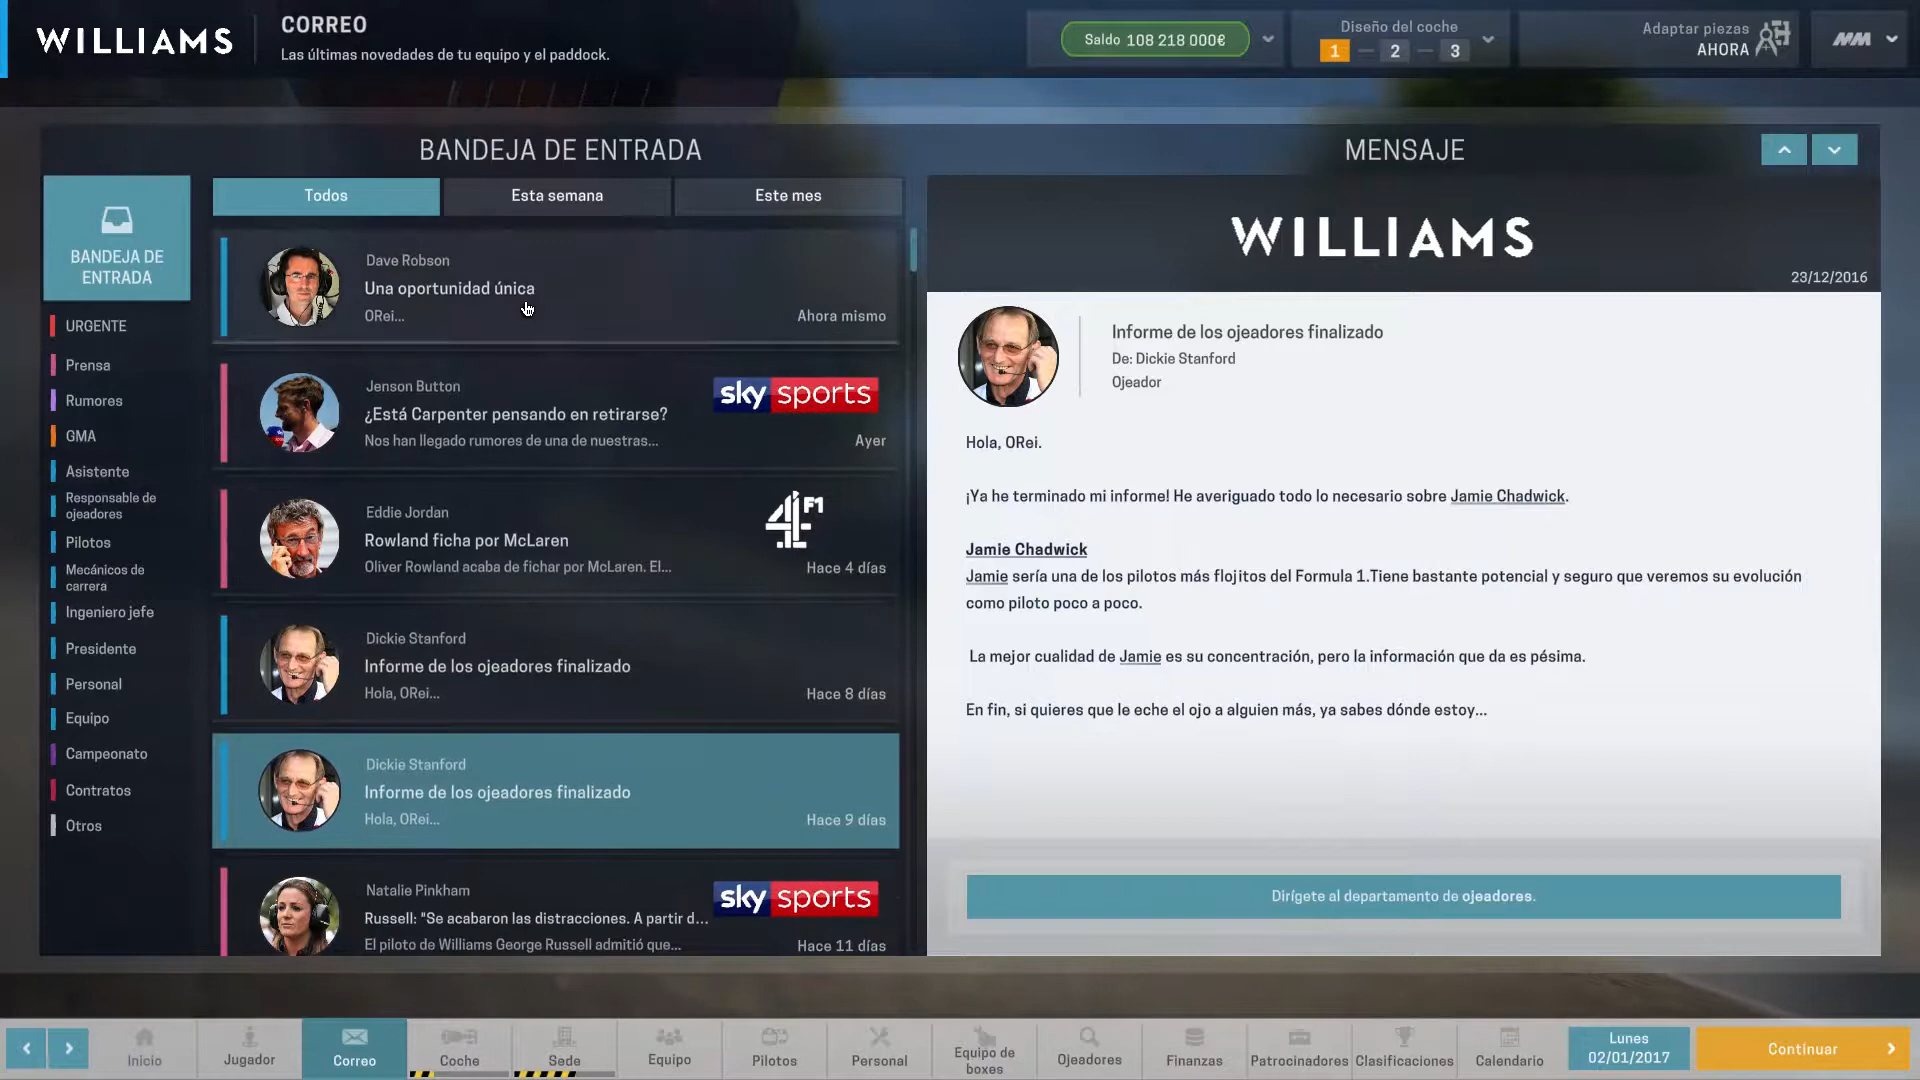 WILLIAMS
CORREO
Las últimas novedades de tu equipo y el paddock.
Saldo 108 218 000€
Diseño del coche
1 2 3
Adaptar piezas
AHORA
BANDEJA DE ENTRADA
MENSAJE
BANDEJA DE
ENTRADA
URGENTE
Prensa
Rumores
GMA
Asistente
Responsable de
ojeadores
Pilotos
Mecánicos de
carrera
Ingeniero jefe
Presidente
Personal
Equipo
Campeonato
Contratos
Otros
Todos
Esta semana
Este mes
Dave Robson
Una oportunidad única
ORei...
Ahora mismo
Jenson Button
¿Está Carpenter pensando en retirarse?
Nos han llegado rumores de una de nuestras...
sky sports
Ayer
Eddie Jordan
Rowland ficha por McLaren
Oliver Rowland acaba de fichar por McLaren. El...
4 F1
Hace 4 días
Dickie Stanford
Informe de los ojeadores finalizado
Hola, ORei...
Hace 8 días
Dickie Stanford
Informe de los ojeadores finalizado
Hola, ORei...
Hace 9 días
Natalie Pinkham
Russell: "Se acabaron las distracciones. A partir d...
El piloto de Williams George Russell admitió que...
sky sports
Hace 11 días
WILLIAMS
23/12/2016
Informe de los ojeadores finalizado
De: Dickie Stanford
Ojeador
Hola, ORei.
¡Ya he terminado mi informe! He averiguado todo lo necesario sobre Jamie Chadwick.
Jamie Chadwick
Jamie sería una de los pilotos más flojitos del Formula 1.Tiene bastante potencial y seguro que veremos su evolución
como piloto poco a poco.
La mejor cualidad de Jamie es su concentración, pero la información que da es pésima.
En fin, si quieres que le eche el ojo a alguien más, ya sabes dónde estoy...
Dirígete al departamento de ojeadores.
Inicio
Jugador
Correo
Coche
Sede
Equipo
Pilotos
Personal
Equipo de
boxes
Ojeadores
Finanzas
Patrocinadores
Clasificaciones
Calendario
Lunes
02/01/2017
Continuar